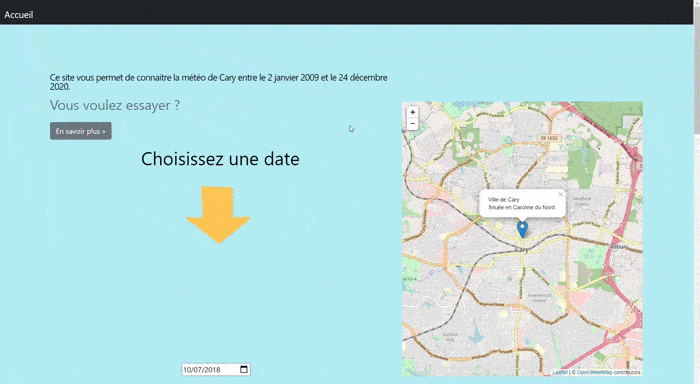 Accueil
Ce site vous permet de connaitre la météo de Cary entre le 2 janvier 2009 et le 24 décembre
2020.
Vous voulez essayer ?
En savoir plus »
Choisissez une date
10/07/2018
+
−
×
Ville de Cary
Située en Caroline du Nord
Cary
Leaflet | © OpenStreetMap contributors